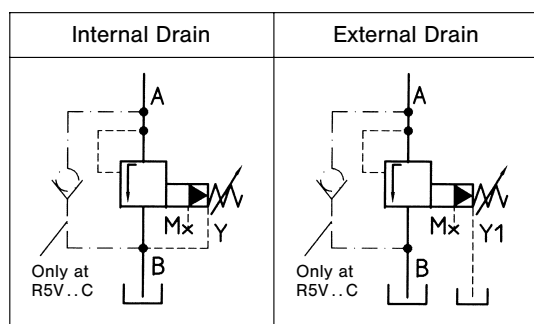 Internal Drain
External Drain
A
Mx
Y
B
Only at
R5V..C
A
Mx
Y1
B
Only at
R5V..C